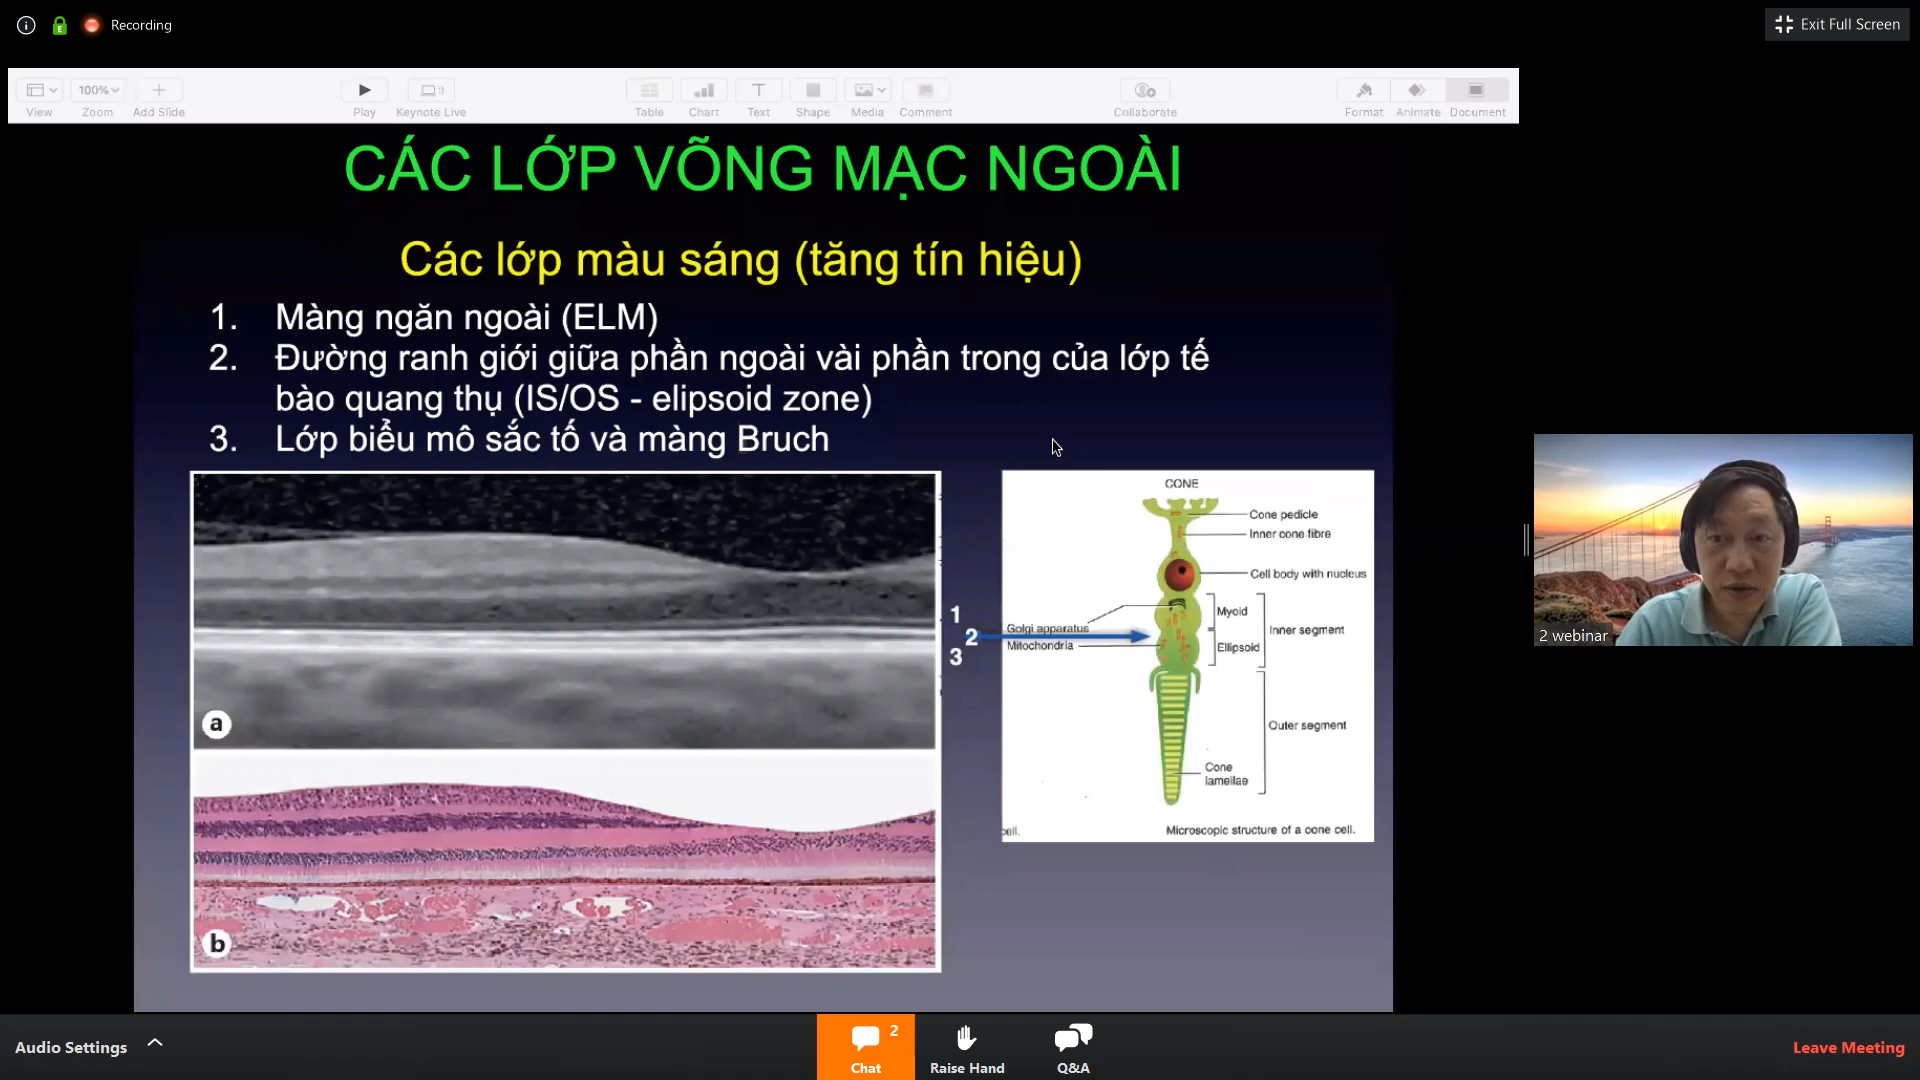 Recording
Exit Full Screen
100%
View
Zoom
Add Slide
Play
Keynote Live
Table
Chart
Text
Shape
Media
Comment
Collaborate
Format
Animate
Document
CÁC LỚP VÕNG MẠC NGOÀI
Các lớp màu sáng (tăng tín hiệu)
1. Màng ngăn ngoài (ELM)
2. Đường ranh giới giữa phần ngoài vài phần trong của lớp tế
bào quang thụ (IS/OS - elipsoid zone)
3. Lớp biểu mô sắc tố và màng Bruch
a
b
1
2
3
CONE
Cone pedicle
Inner cone fibre
Cell body with nucleus
Myoid
Golgi apparatus
Inner segment
Mitochondria
Ellipsoid
Outer segment
Cone
lamellae
cell.
Microscopic structure of a cone cell.
2 webinar
Audio Settings
2
Chat
Raise Hand
Q&A
Leave Meeting